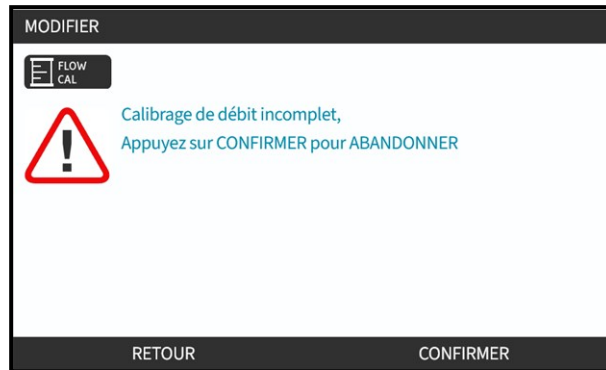 MODIFIER
FLOW
CAL
Calibrage de débit incomplet,
Appuyez sur CONFIRMER pour ABANDONNER
!
RETOUR
CONFIRMER